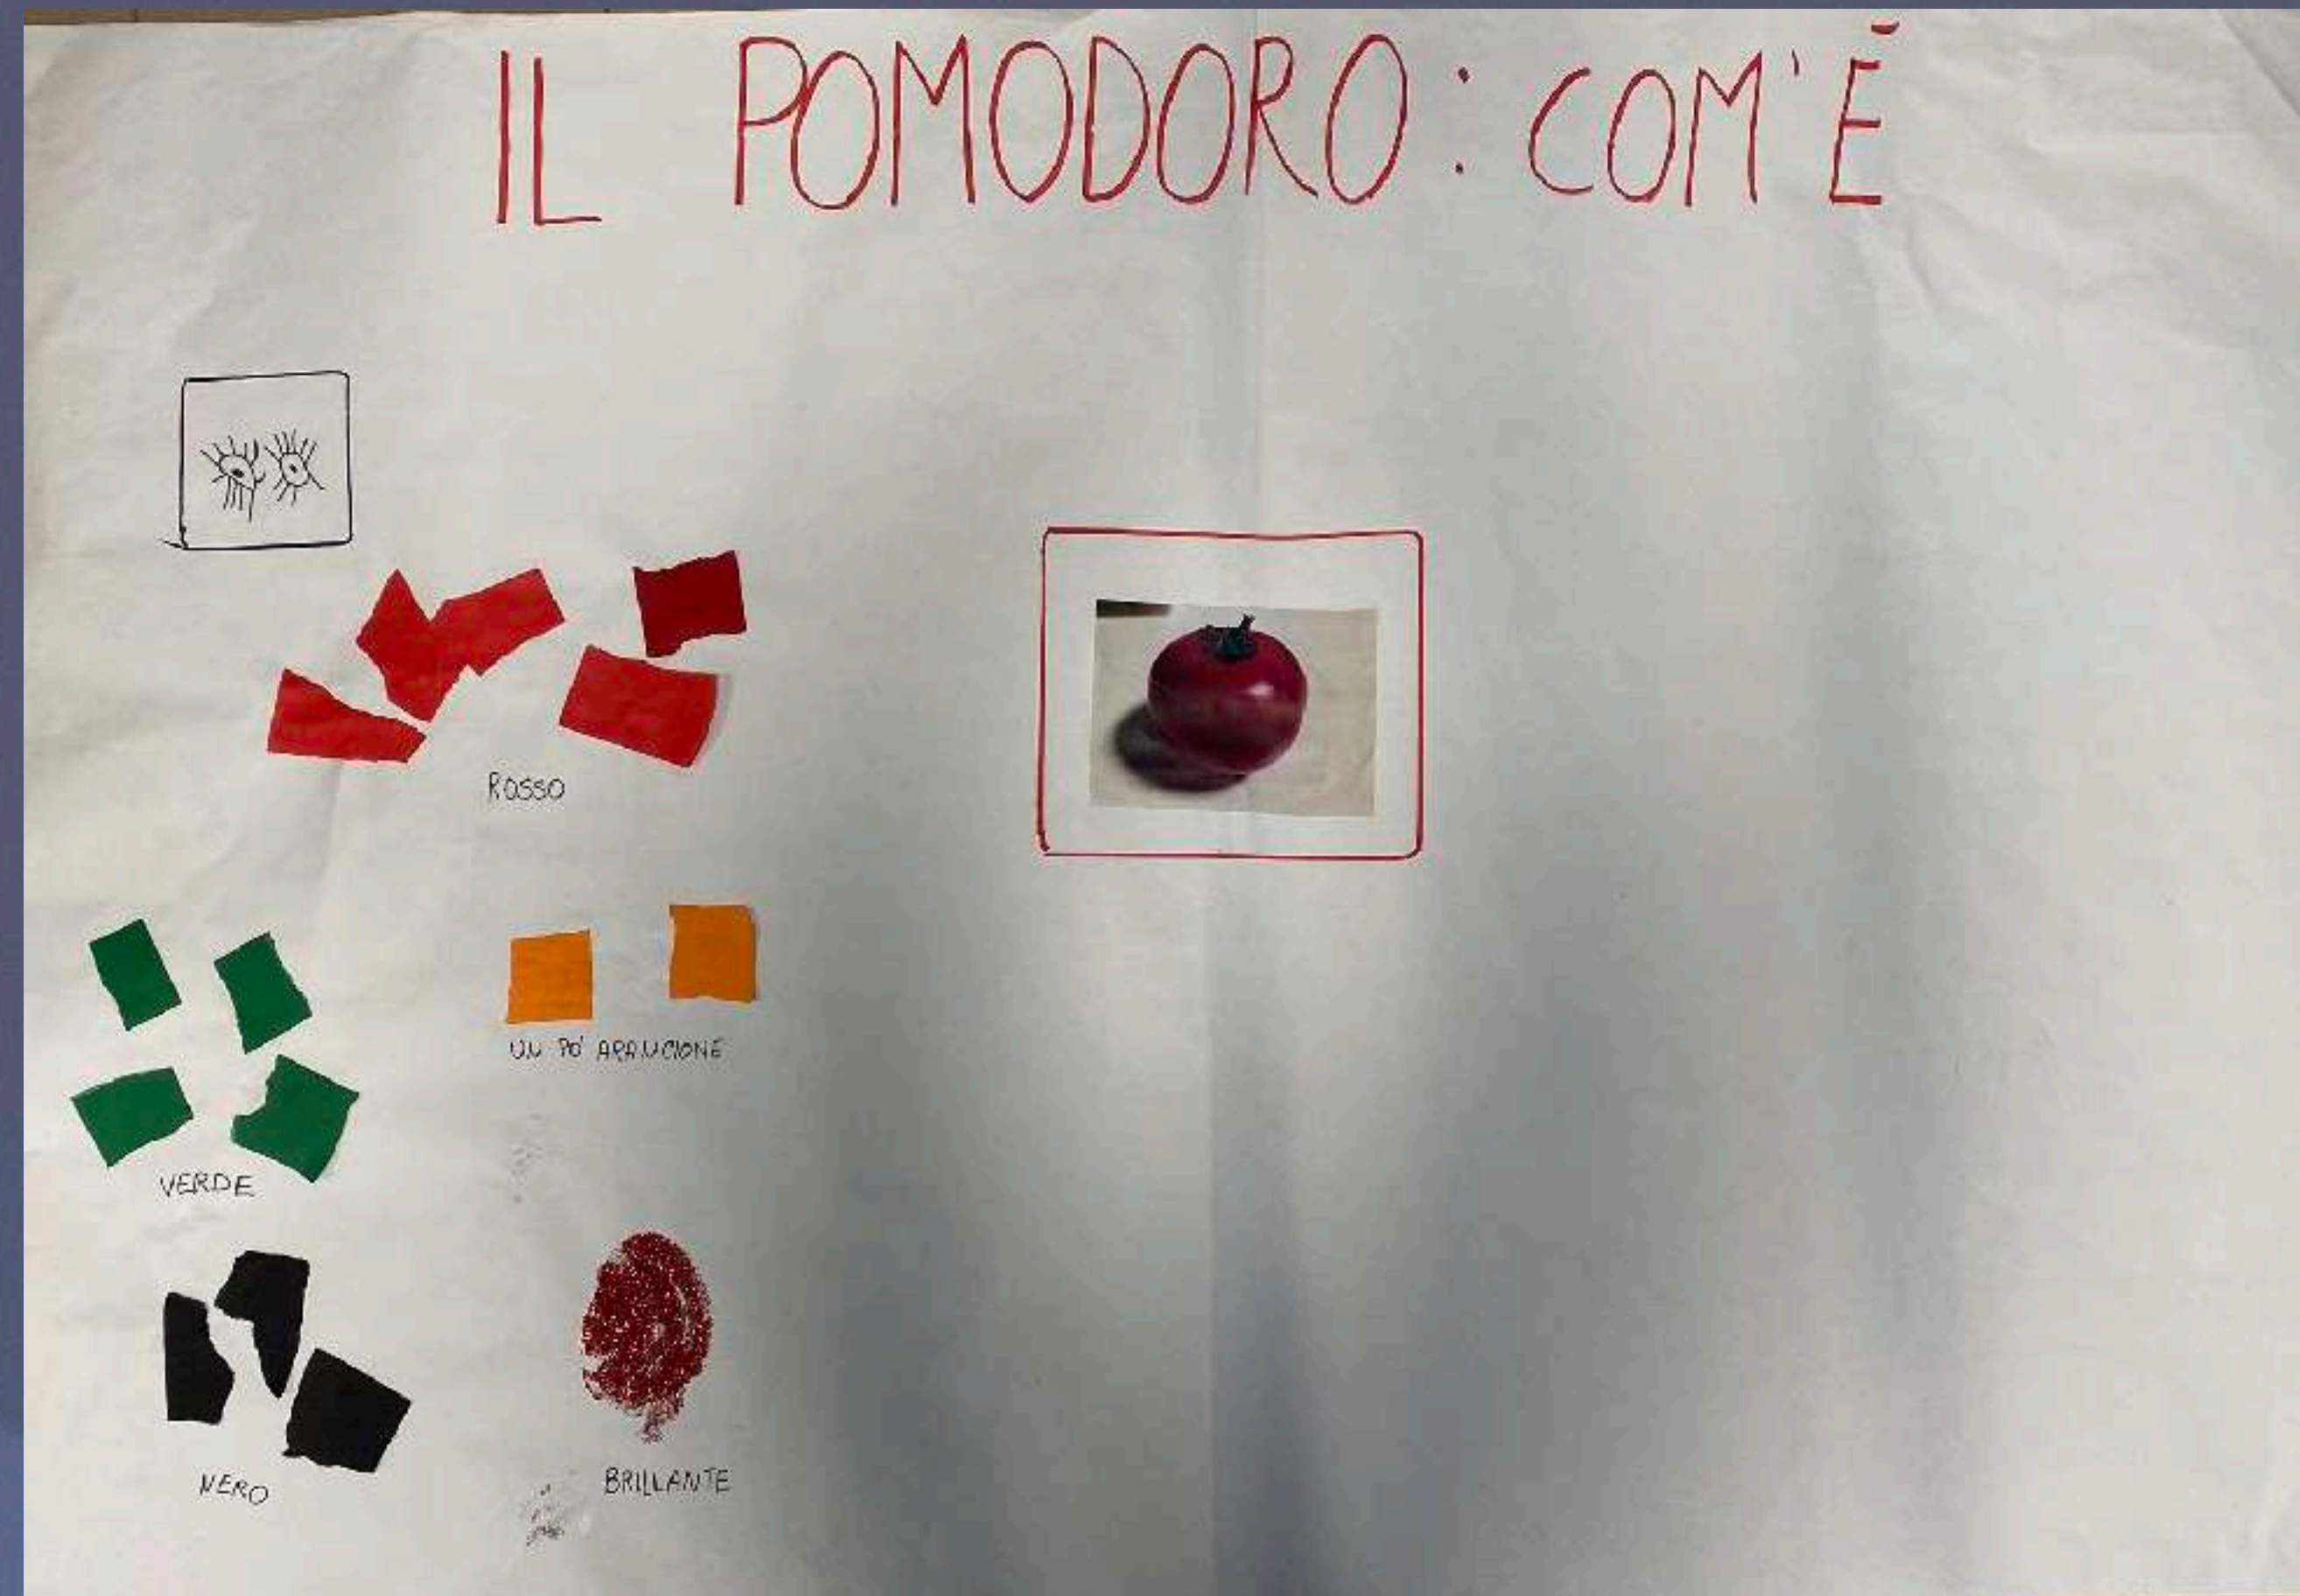 IL POMODORO: COM'È
ROSSO
VERDE
UN PO' ARANCIONE
NERO
BRILLANTE